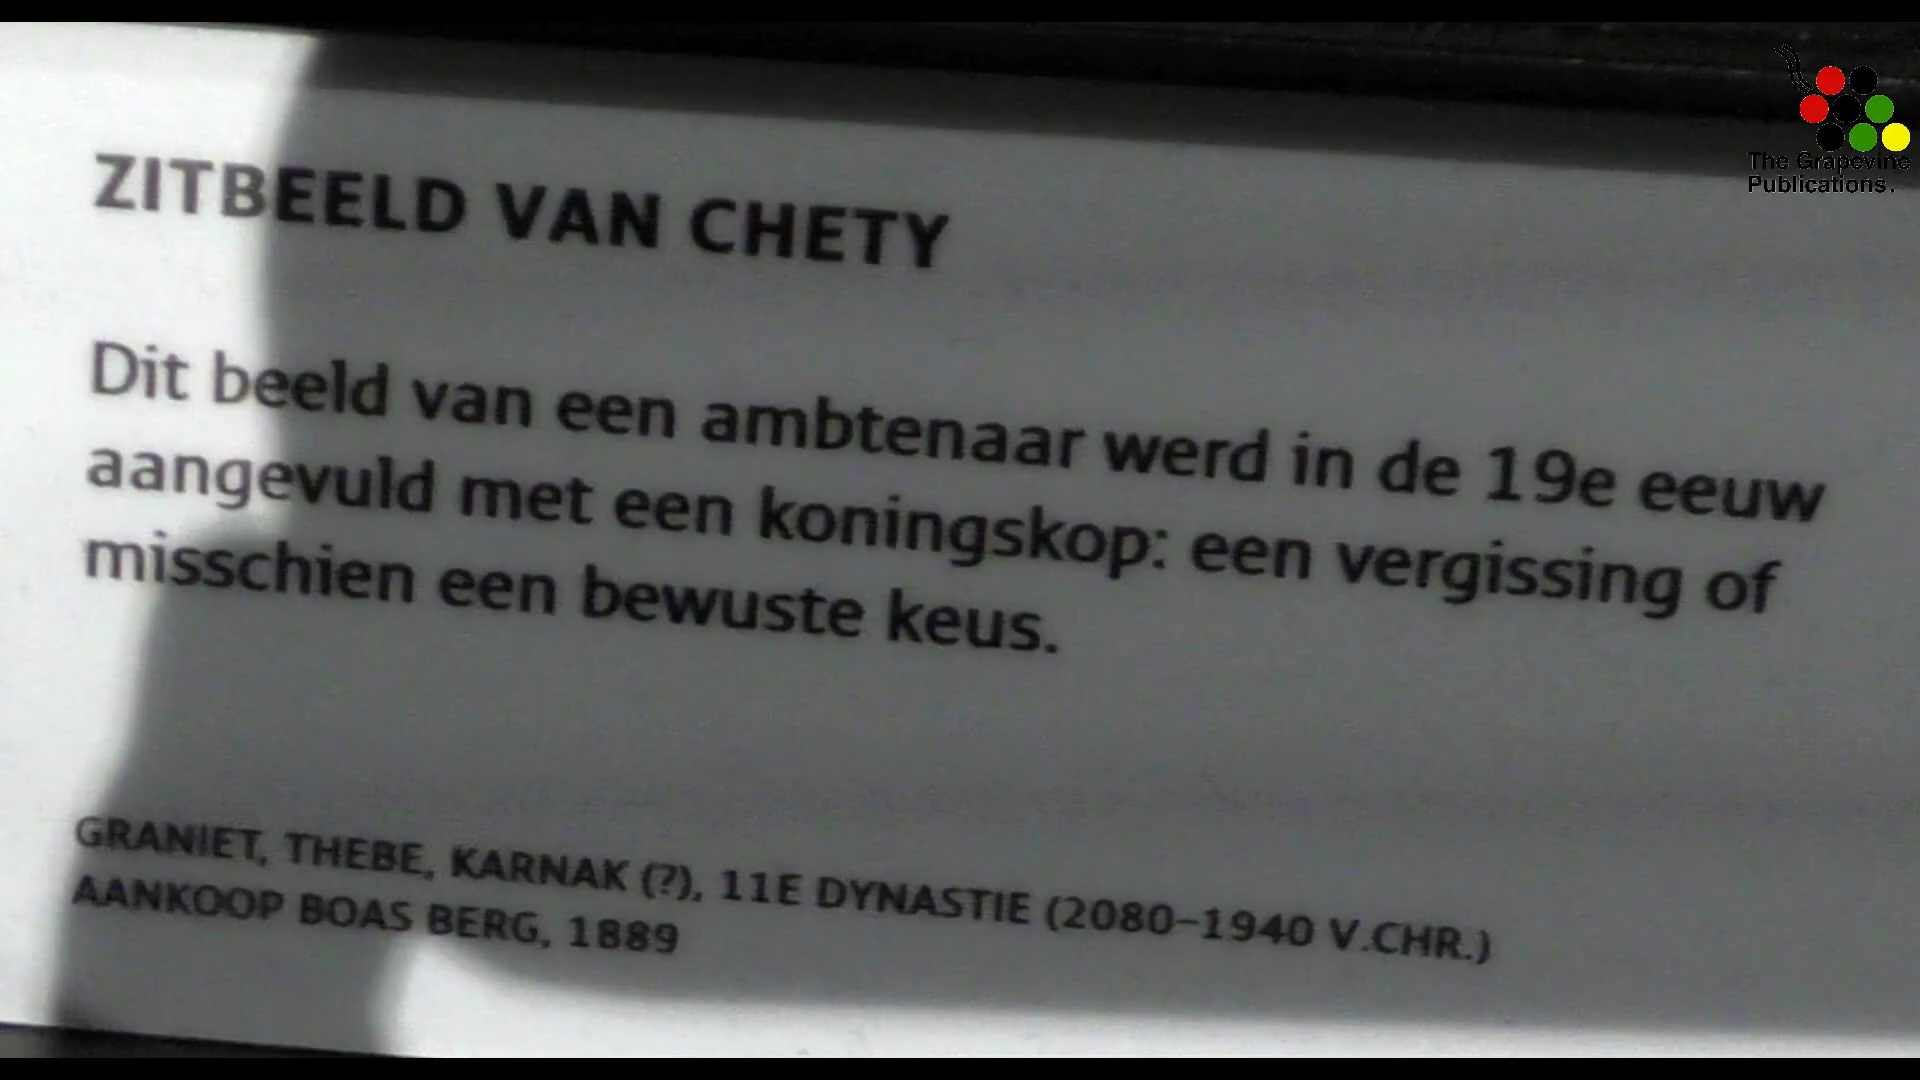 The Grapevine
Publications.
ZITBEELD VAN CHETY
Dit beeld van een ambtenaar werd in de 19e eeuw
aangevuld met een koningskop: een vergissing of
misschien een bewuste keus.
GRANIET, THEBE, KARNAK (?), 11E DYNASTIE (2080–1940 V.CHR.)
AANKOOP BOAS BERG, 1889